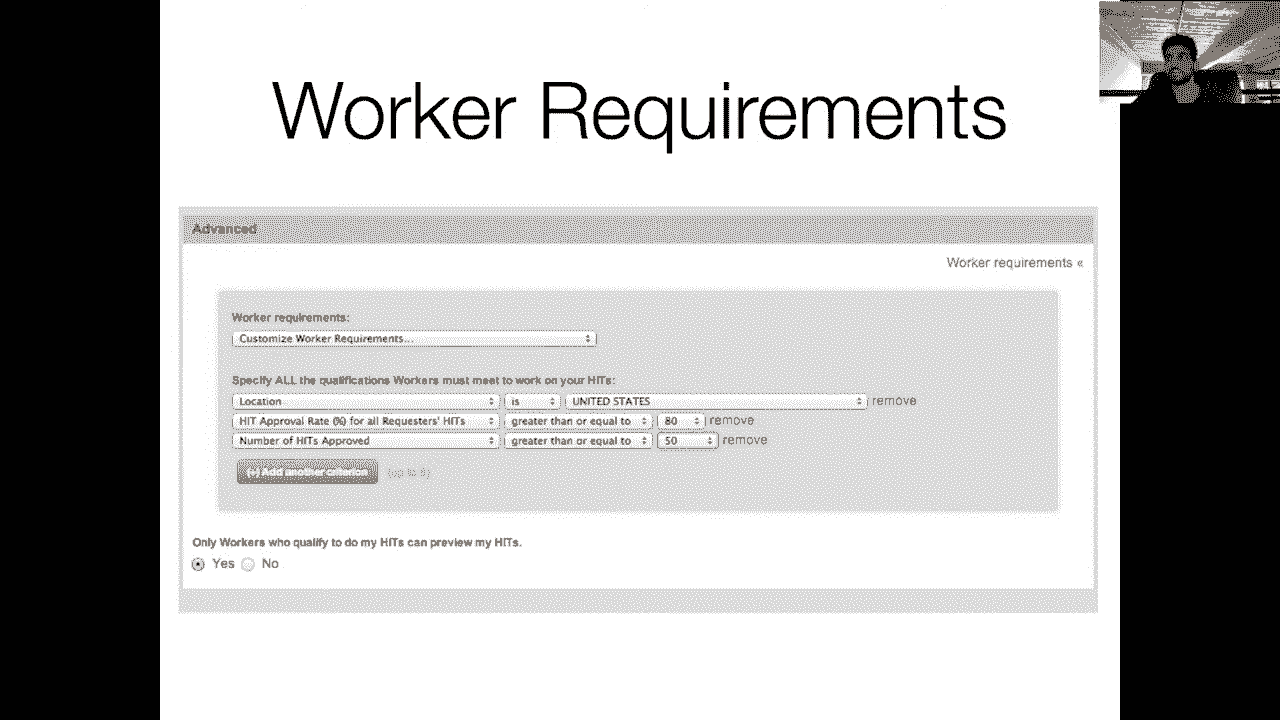 Worker Requirements
Advanced
Worker requirements «
Worker requirements:
Customize Worker Requirements...
Specify ALL the qualifications Workers must meet to work on your HITs:
Location is UNITED STATES remove
HIT Approval Rate (%) for all Requesters' HITs greater than or equal to 80 remove
Number of HITs Approved greater than or equal to 50 remove
(+) Add another criterion (up to
Only Workers who qualify to do my HITs can preview my HITs.
Yes No